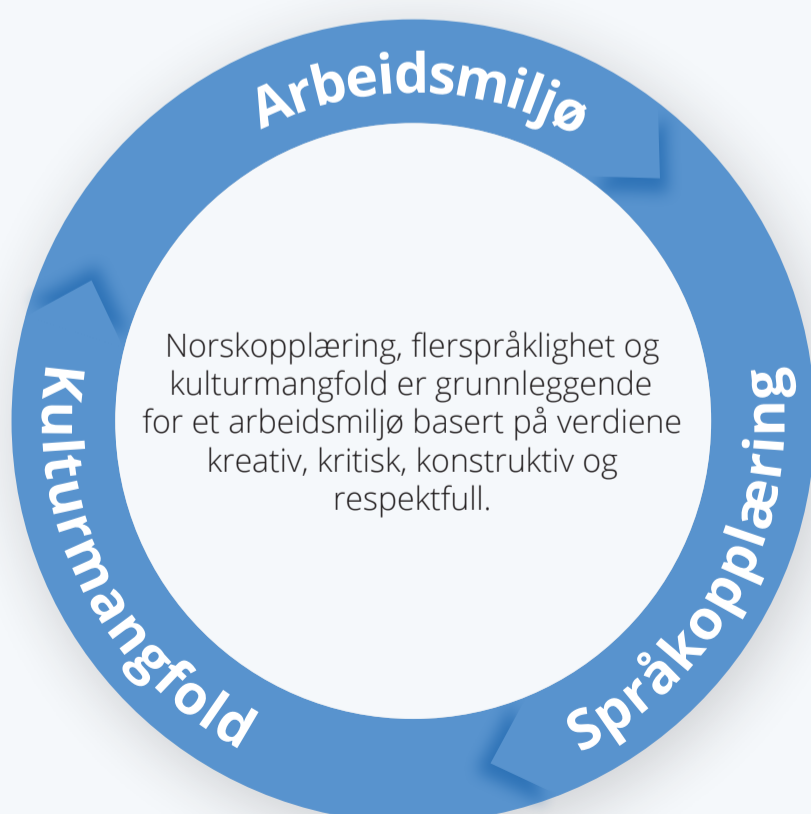 Arbeidsmiljø
Norskopplæring, flerspråklighet og
kulturmangfold er grunnleggende
for et arbeidsmiljø basert på verdiene
kreativ, kritisk, konstruktiv og
respektfull.
Språkopplæring
Kulturmangfold